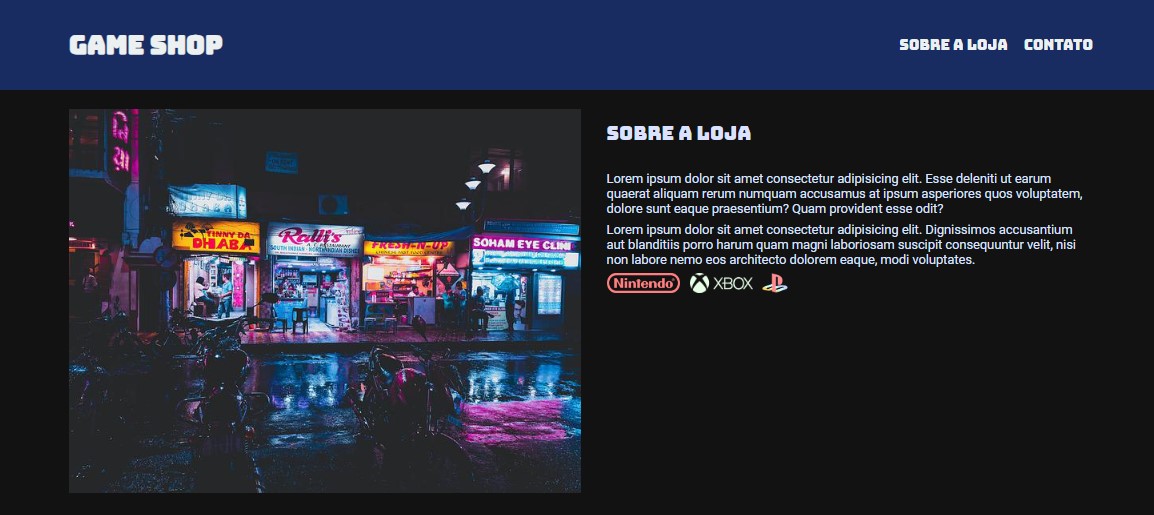 GAME SHOP
SOBRE A LOJA CONTATO
TINNY DA
DHABA
Ralli's
SOUTH INDIAN
FRESH-N-UP
SOHAM EYE CLINI
SOBRE A LOJA
Lorem ipsum dolor sit amet consectetur adipisicing elit. Esse deleniti ut earum
quaerat aliquam rerum numquam accusamus at ipsum asperiores quos voluptatem,
dolore sunt eaque praesentium? Quam provident esse odit?
Lorem ipsum dolor sit amet consectetur adipisicing elit. Dignissimos accusantium
aut blanditiis porro harum quam magni laboriosam suscipit consequuntur velit, nisi
non labore nemo eos architecto dolorem eaque, modi voluptates.
Nintendo XBOX